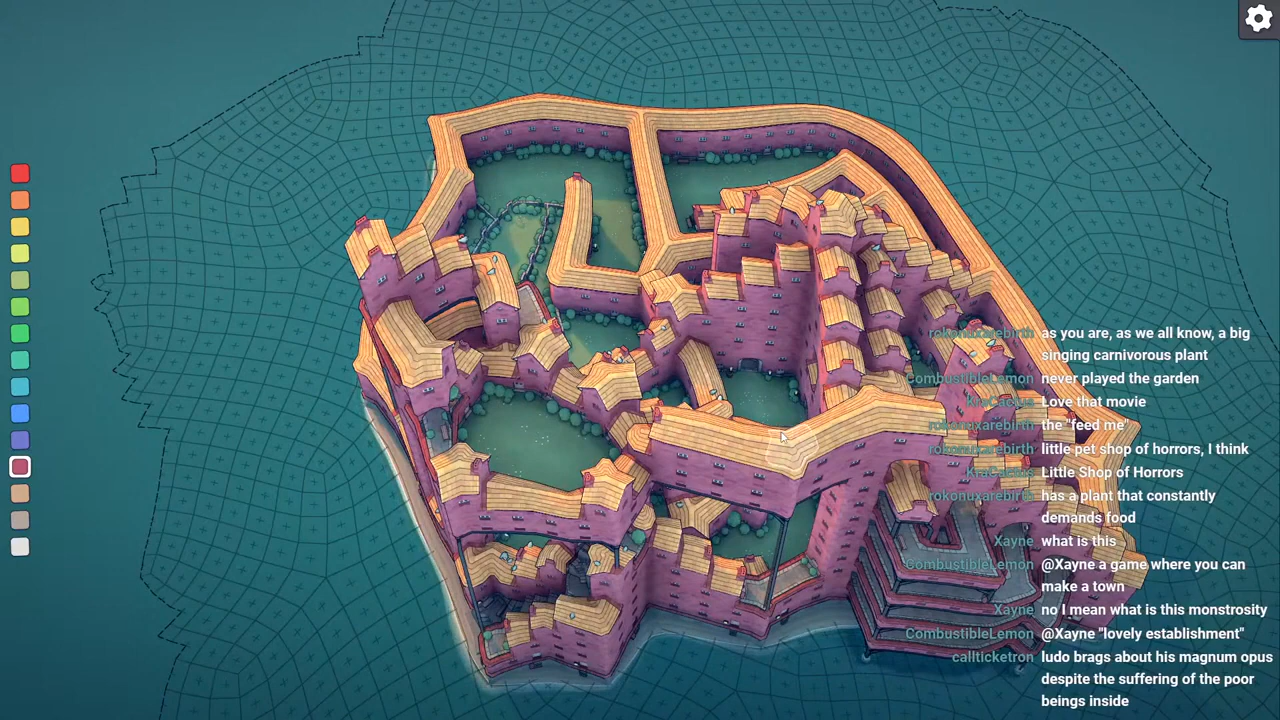 rokonuxarebirth as you are, as we all know, a big
singing carnivorous plant
CombustibleLemon never played the garden
Love that movie
rokonuxarebirth the "feed me"
rokonuxarebirth little pet shop of horrors, I think
Little Shop of Horrors
rokonuxarebirth has a plant that constantly
demands food
Xayne what is this
CombustibleLemon @Xayne a game where you can
make a town
Xayne no I mean what is this monstrosity
CombustibleLemon @Xayne "lovely establishment"
callticketron ludo brags about his magnum opus
despite the suffering of the poor
beings inside